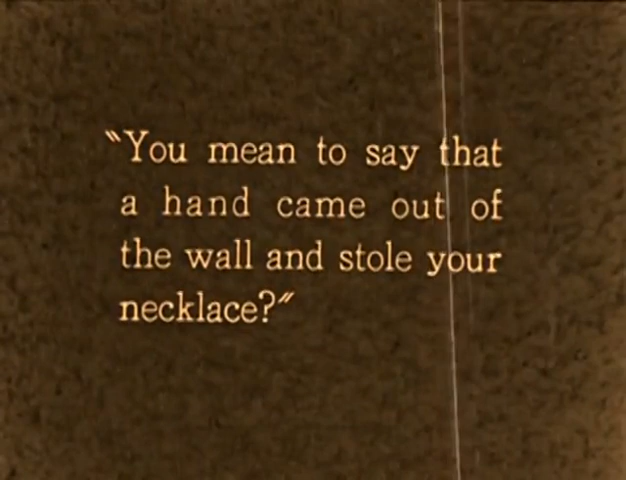 "You mean to say that
a hand came out of
the wall and stole your
necklace?"